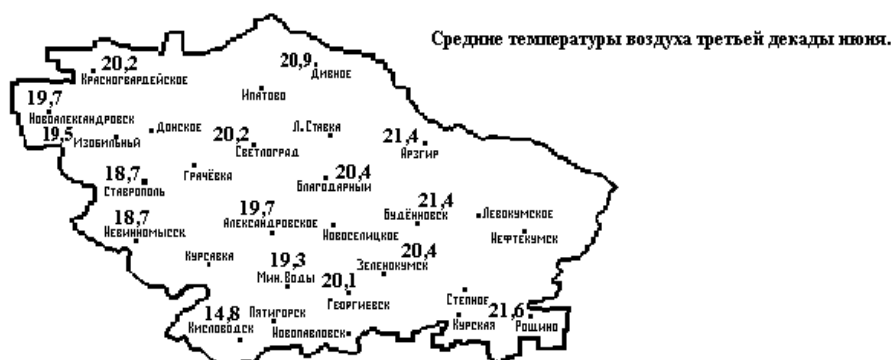 Средние температуры воздуха третьей декады июня.
20,2
Красногвардейское
20,9
Дивное
Ипатово
19,7
Новоалександровск
19,5
Изобильный
Донское
20,2
Светлоград
Л.Ставка
21,4
Арзгир
Грачёвка
18,7
Ставрополь
20,4
Благодарный
18,7
Невинномысск
19,7
Александровское
21,4
Будённовск
Левокумское
Новоселицкое
Нефтекумск
Курсавка
19,3
Мин.Воды
20,4
Зеленокумск
20,1
Георгиевск
Степное
14,8
Кисловодск
Пятигорск
Новопавловск
Курская
21,6
Рощино